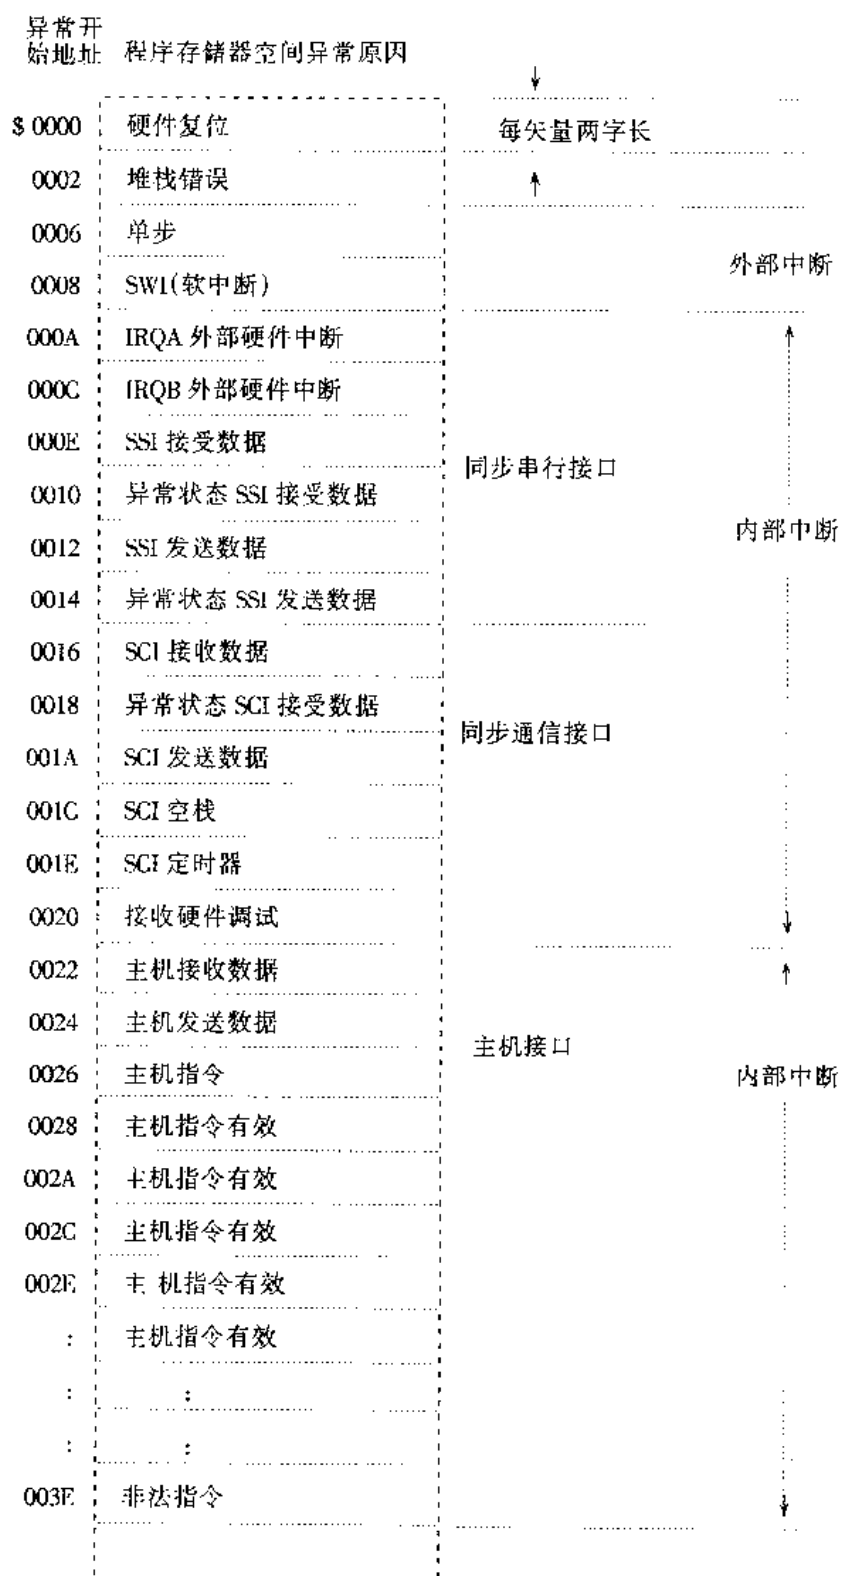 异常开
始地址 程序存储器空间异常原因
$0000 硬件复位 每矢量两字长
0002 堆栈错误
0006 单步
外部中断
0008 SWI(软中断)
000A IRQA 外部硬件中断
000C IRQB 外部硬件中断
000E SSI 接受数据
同步串行接口
0010 异常状态 SSI 接受数据
内部中断
0012 SSI 发送数据
0014 异常状态 SSI 发送数据
0016 SCI 接收数据
0018 异常状态 SCI 接受数据
同步通信接口
001A SCI 发送数据
001C SCI 空栈
001E SCI 定时器
0020 接收硬件调试
0022 主机接收数据
0024 主机发送数据
主机接口
0026 主机指令 内部中断
0028 主机指令有效
002A 主机指令有效
002C 主机指令有效
002E 主机指令有效
: 主机指令有效
: :
: :
003E 非法指令